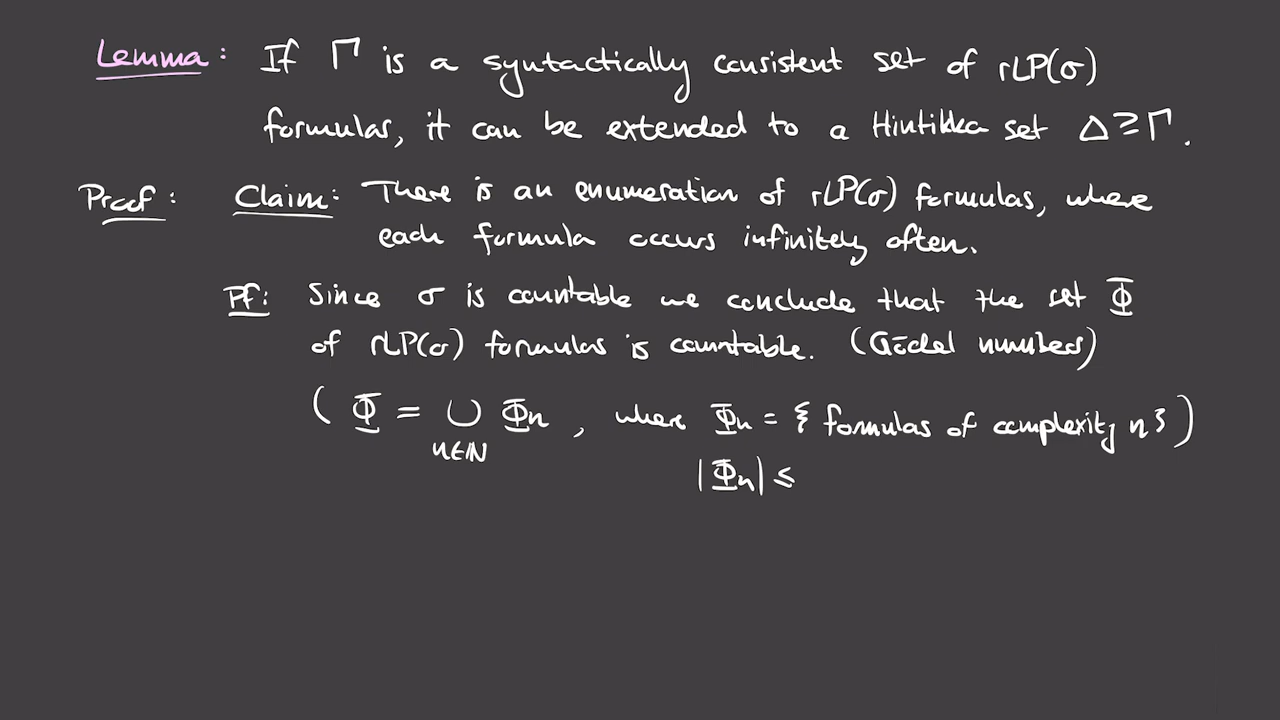 Lemma: If Γ is a syntactically consistent set of rLP(σ)
formulas, it can be extended to a Hintikka set Δ ⊇ Γ.
Proof: Claim: There is an enumeration of rLP(σ) formulas, where
each formula occurs infinitely often.
Pf: Since σ is countable we conclude that the set Φ
of rLP(σ) formulas is countable. (Gödel numbers)
( Φ = ∪ Φn , where Φn = { formulas of complexity n } )
n∈ℕ
|Φn| ≤